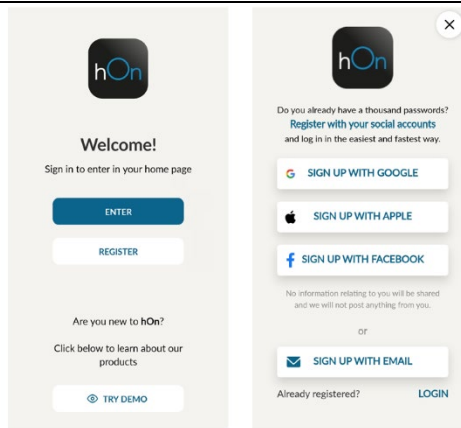 hOn
Welcome!
Sign in to enter in your home page
ENTER
REGISTER
Are you new to hOn?
Click below to learn about our
products
TRY DEMO
hOn
Do you already have a thousand passwords?
Register with your social accounts
and log in in the easiest and fastest way.
SIGN UP WITH GOOGLE
SIGN UP WITH APPLE
SIGN UP WITH FACEBOOK
No information relating to you will be shared
and we will not post anything from you.
or
SIGN UP WITH EMAIL
Already registered? LOGIN